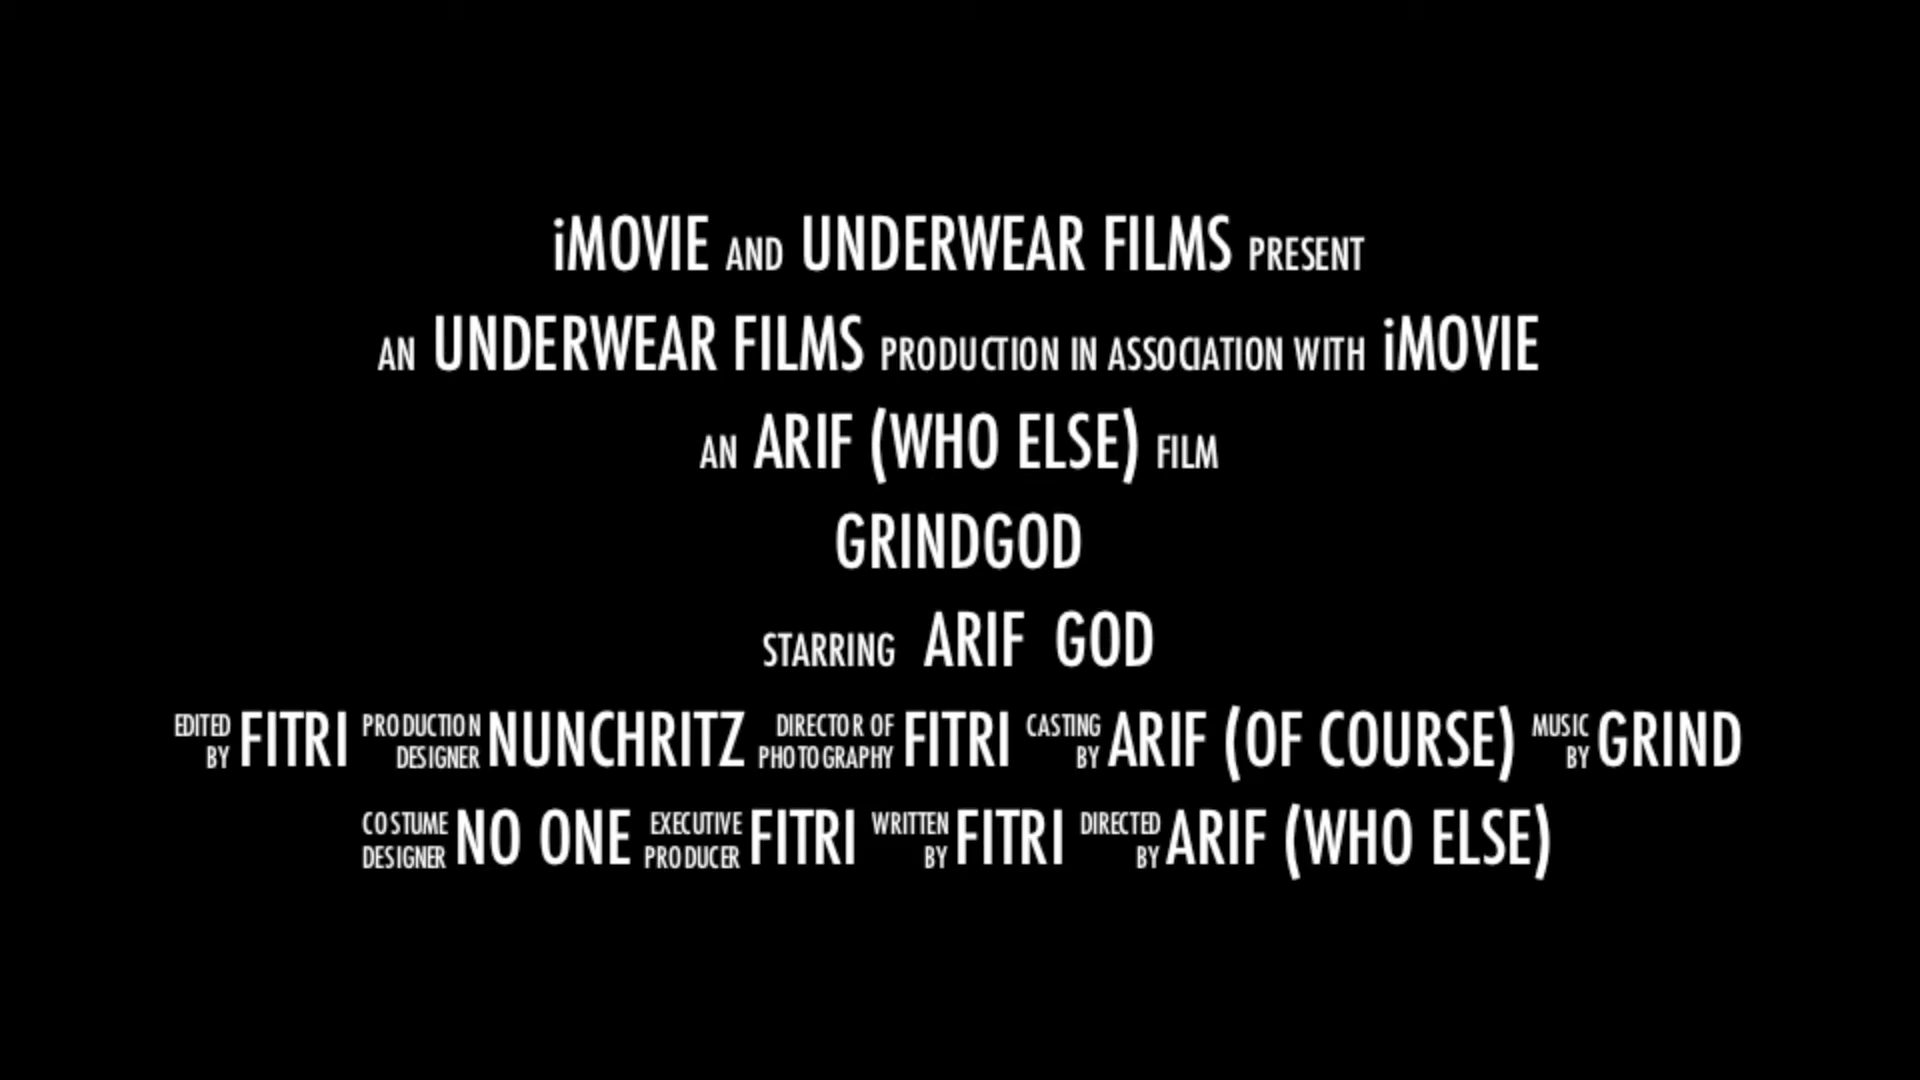 iMOVIE AND UNDERWEAR FILMS PRESENT
AN UNDERWEAR FILMS PRODUCTION IN ASSOCIATION WITH iMOVIE
AN ARIF (WHO ELSE) FILM
GRINDGOD
STARRING ARIF GOD
EDITED BY FITRI PRODUCTION DESIGNER NUNCHRITZ DIRECTOR OF PHOTOGRAPHY FITRI CASTING BY ARIF (OF COURSE) MUSIC BY GRIND
COSTUME DESIGNER NO ONE EXECUTIVE PRODUCER FITRI WRITTEN BY FITRI DIRECTED BY ARIF (WHO ELSE)